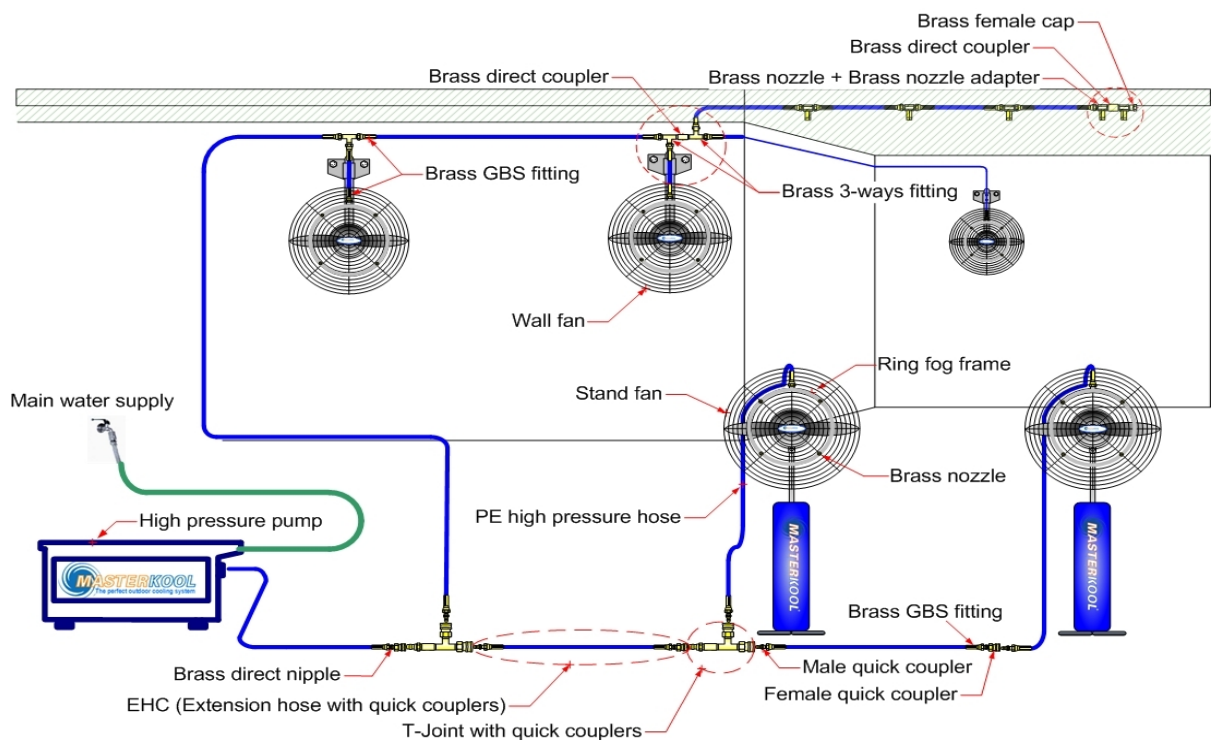 Brass female cap
Brass direct coupler
Brass direct coupler
Brass nozzle + Brass nozzle adapter
Brass GBS fitting
Brass 3-ways fitting
Wall fan
Ring fog frame
Stand fan
Main water supply
Brass nozzle
PE high pressure hose
High pressure pump
MASTERKOOL
The perfect outdoor cooling system
MASTERKOOL
MASTERKOOL
Brass GBS fitting
Brass direct nipple
Male quick coupler
Female quick coupler
EHC (Extension hose with quick couplers)
T-Joint with quick couplers